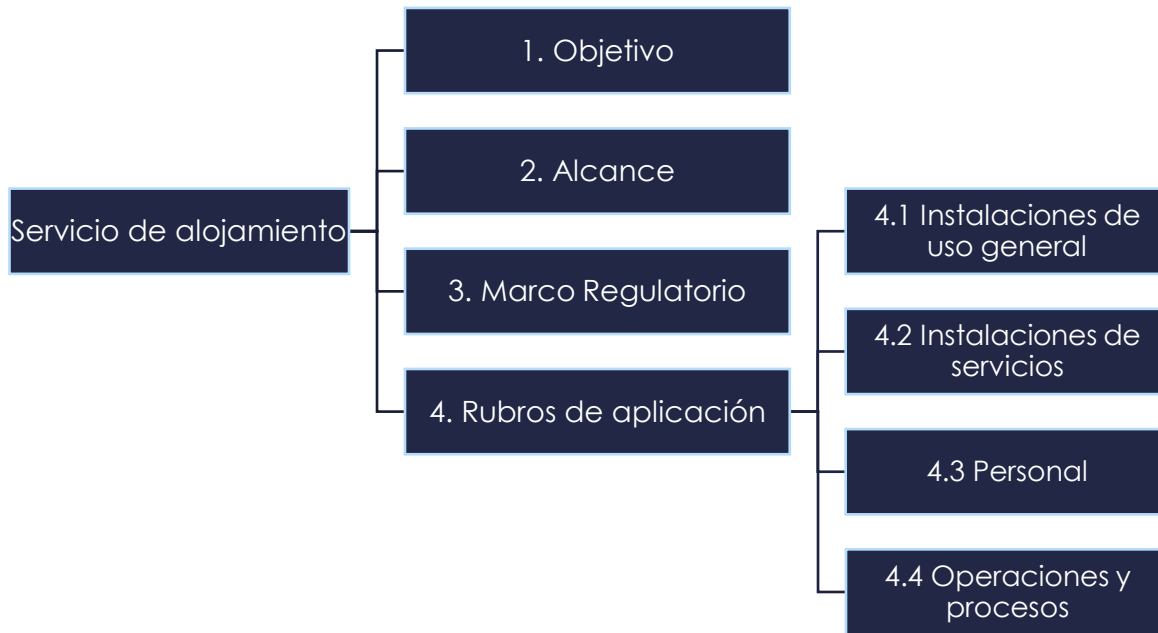 Servicio de alojamiento
1. Objetivo
2. Alcance
3. Marco Regulatorio
4. Rubros de aplicación
4.1 Instalaciones de
uso general
4.2 Instalaciones de
servicios
4.3 Personal
4.4 Operaciones y
procesos